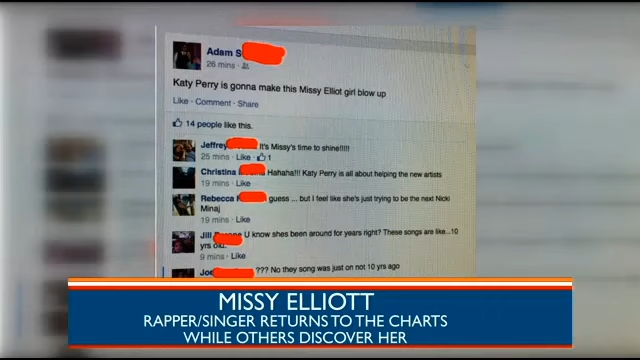 Adam S
26 mins ·
Katy Perry is gonna make this Missy Elliot girl blow up
Like · Comment · Share
14 people like this.
Jeffrey It's Missy's time to shine!!!!!
25 mins · Like · 1
Christina Hahaha!!! Katy Perry is all about helping the new artists
19 mins · Like
Rebecca guess ... but I feel like she's just trying to be the next Nicki
Minaj
19 mins · Like
Jill U know shes been around for years right? These songs are like...10
yrs old.
9 mins · Like
Joe ??? No they song was just on not 10 yrs ago
MISSY ELLIOTT
RAPPER/SINGER RETURNS TO THE CHARTS
WHILE OTHERS DISCOVER HER